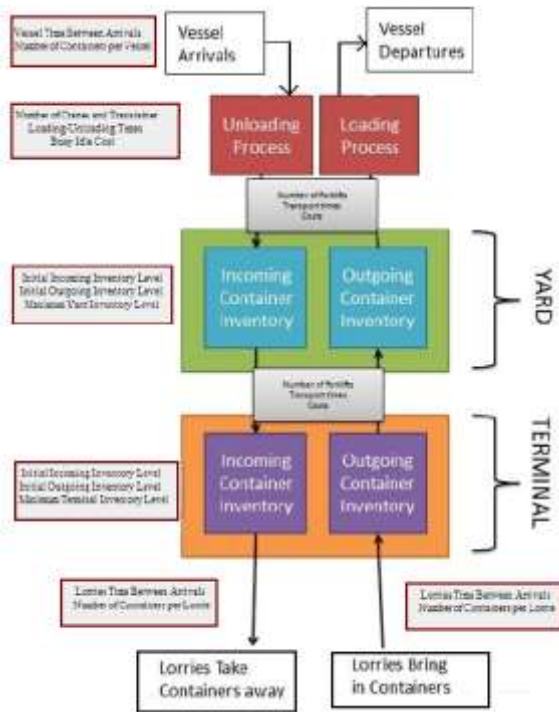 Vessel
Arrivals
Vessel
Departures
Vessel Time Between Arrivals
Number of Containers per Vessel
Number of Cranes and Transtainer
Loading-Unloading Times
Busy Idle Cost
Unloading
Process
Loading
Process
Number of Forklifts
Transport times
Costs
Initial Incoming Inventory Level
Initial Outgoing Inventory Level
Maximum Yard Inventory Level
Incoming
Container
Inventory
Outgoing
Container
Inventory
YARD
Number of Forklifts
Transport times
Costs
Initial Incoming Inventory Level
Initial Outgoing Inventory Level
Maximum Terminal Inventory Level
Incoming
Container
Inventory
Outgoing
Container
Inventory
TERMINAL
Lorries Time Between Arrivals
Number of Containers per Lorrie
Lorries Time Between Arrivals
Number of Containers per Lorrie
Lorries Take
Containers away
Lorries Bring
in Containers